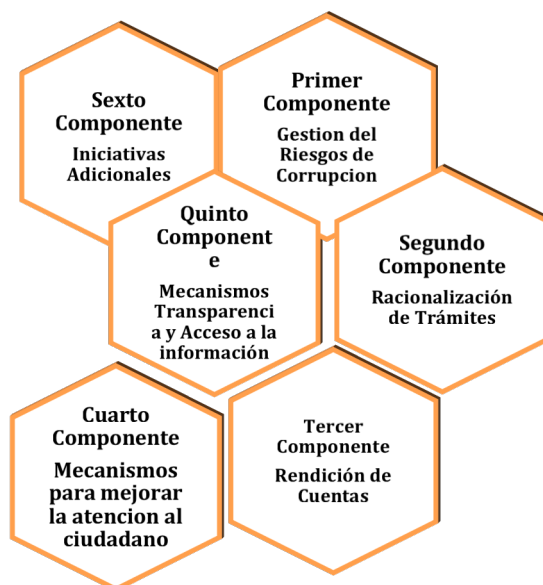 Sexto
Componente
Iniciativas
Adicionales
Primer
Componente
Gestion del
Riesgos de
Corrupcion
Quinto
Component
e
Mecanismos
Transparenci
a y Acceso a la
información
Segundo
Componente
Racionalización
de Trámites
Cuarto
Componente
Mecanismos
para mejorar
la atencion al
ciudadano
Tercer
Componente
Rendición de
Cuentas